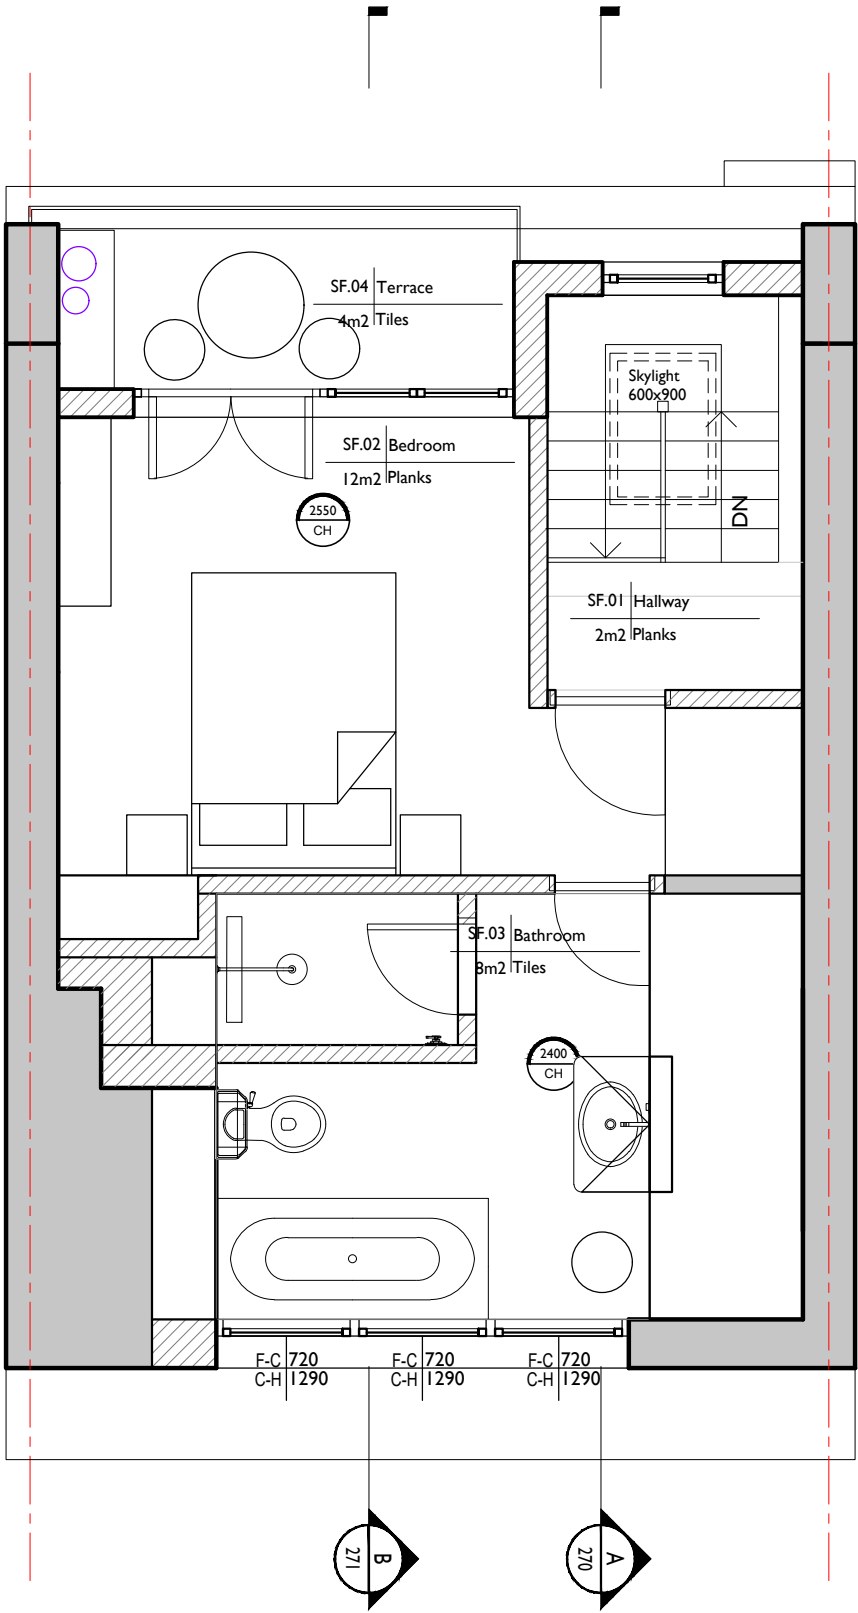 SF.04 Terrace
4m2 Tiles
Skylight
600x900
SF.02 Bedroom
12m2 Planks
2550
CH
DN
SF.01 Hallway
2m2 Planks
SF.03 Bathroom
8m2 Tiles
2400
CH
F-C 720
C-H 1290
F-C 720
C-H 1290
F-C 720
C-H 1290
B
271
A
270